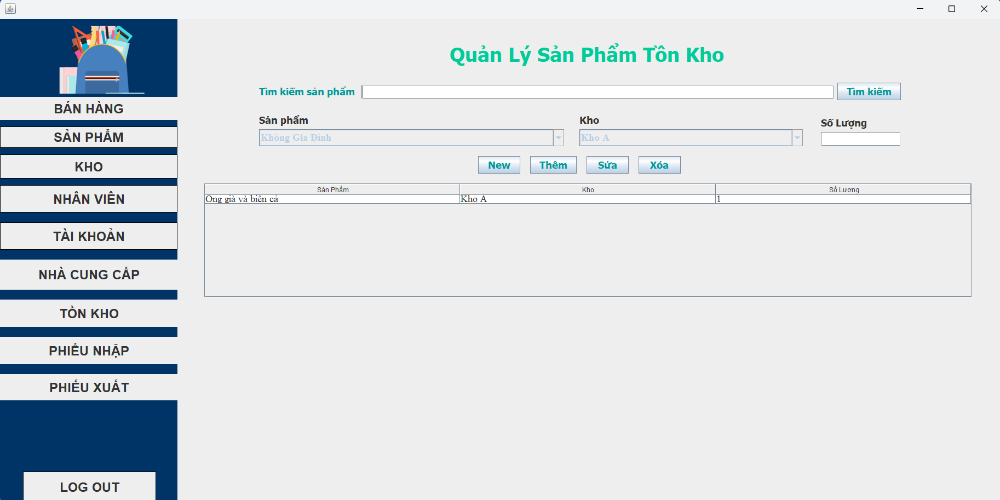 BÁN HÀNG
SẢN PHẨM
KHO
NHÂN VIÊN
TÀI KHOẢN
NHÀ CUNG CẤP
TỒN KHO
PHIẾU NHẬP
PHIẾU XUẤT
LOG OUT
Quản Lý Sản Phẩm Tồn Kho
Tìm kiếm sản phẩm Tìm kiếm
Sản phẩm Kho Số Lượng
Không Gia Đình Kho A
New Thêm Sửa Xóa
Sản Phẩm Kho Số Lượng
Ông già và biển cả Kho A 1